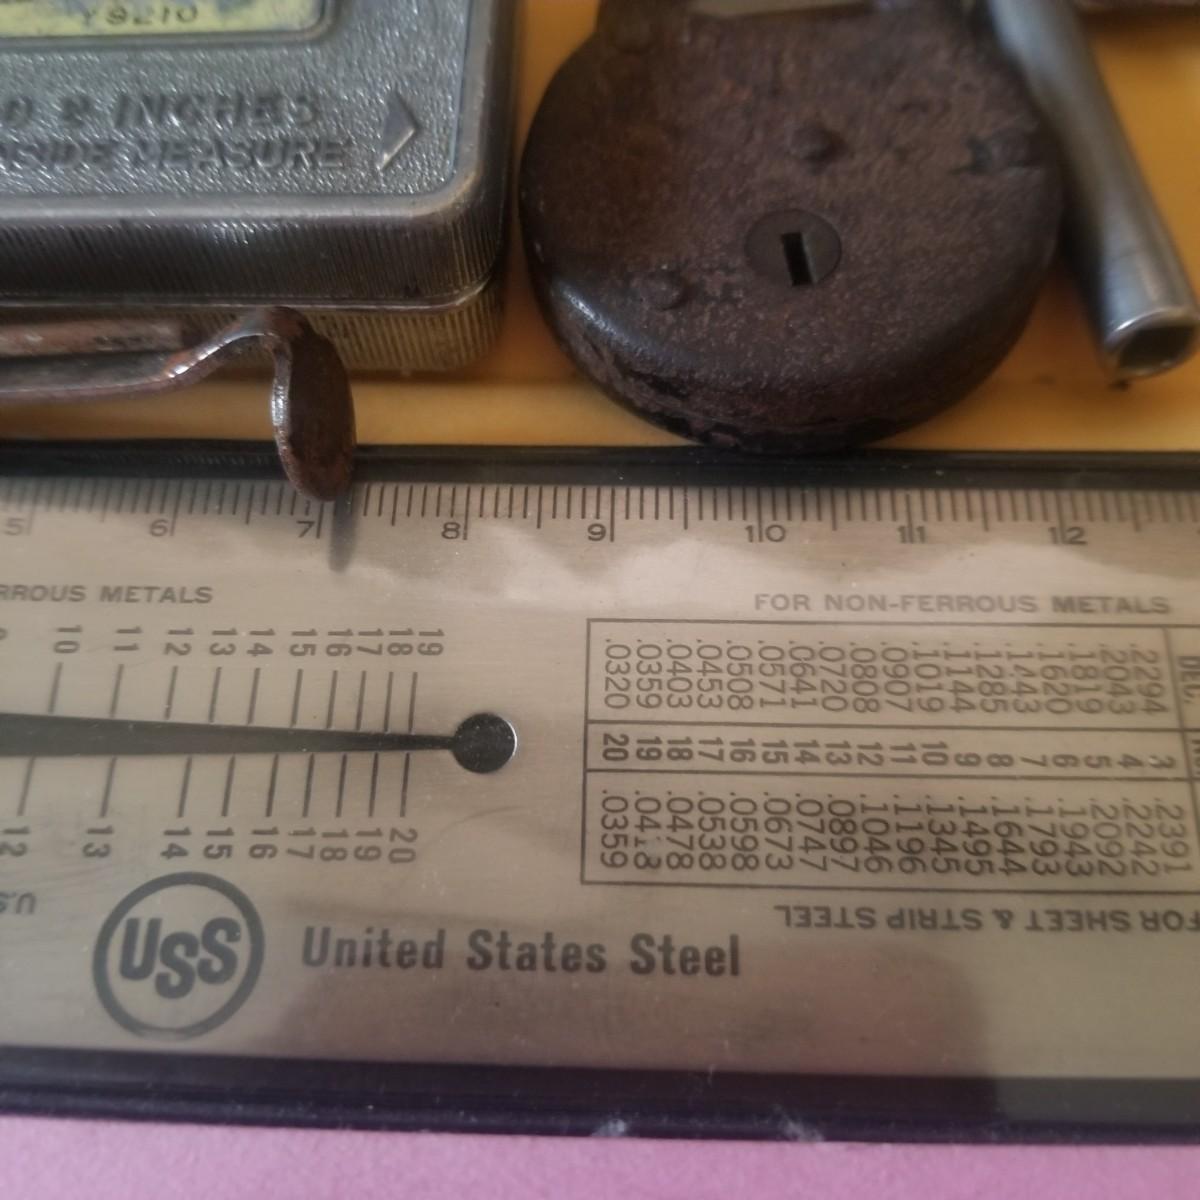 Y9210
& INCHES
MEASURE
5 6 7 8 9 10 11 12
METALS
FOR NON-FERROUS METALS
10 11 12 13 14 15 16 17 18 19
.0320 .0359 .0403 .0453 .0508 .0571 .0641 .0720 .0808 .0907 .1019 .1144 .1285 .1443 .1620 .1819 .2043 .2294
20 19 18 17 16 15 14 13 12 11 10 9 8 7 6 5 4 3
.0359 .0418 .0478 .0538 .0598 .0673 .0747 .0897 .1046 .1196 .1345 .1495 .1644 .1793 .1943 .2092 .2242 .2391
12 13 14 15 16 17 18 19 20
FOR SHEET & STRIP STEEL
USS United States Steel